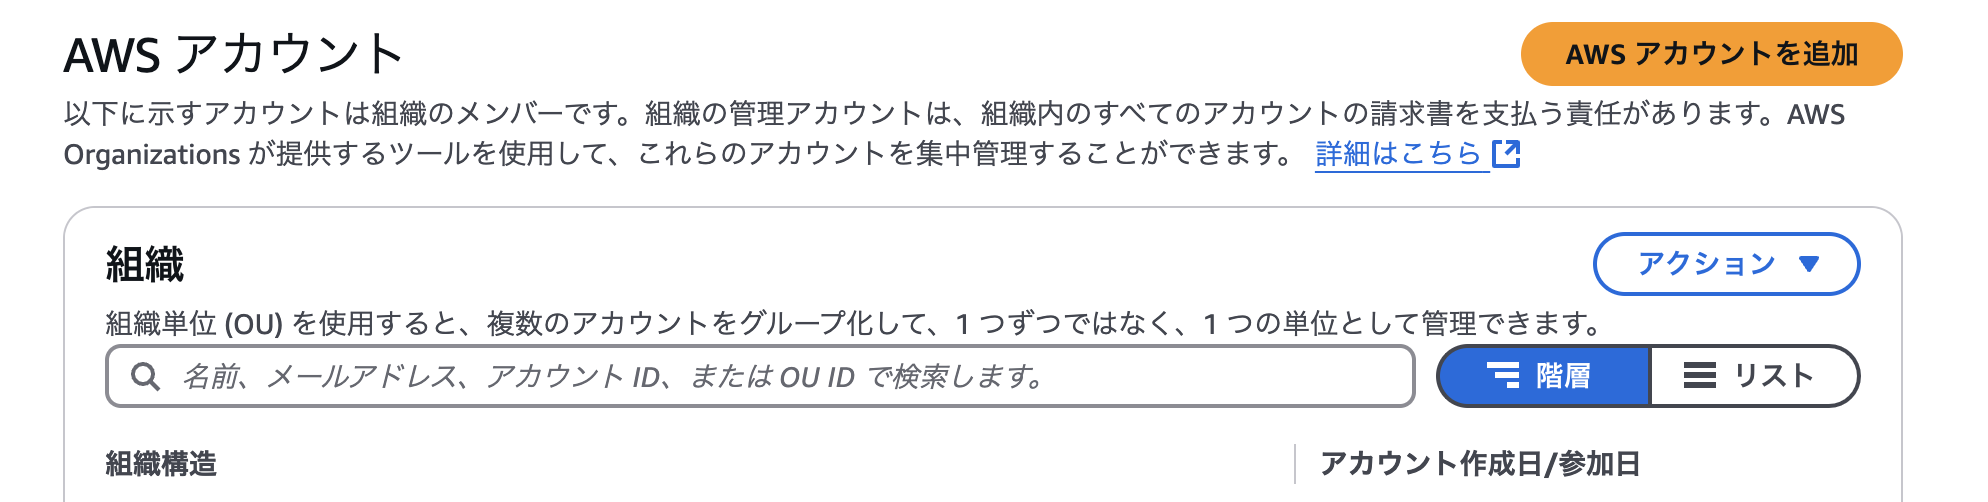 AWS アカウント
AWS アカウントを追加
以下に示すアカウントは組織のメンバーです。組織の管理アカウントは、組織内のすべてのアカウントの請求書を支払う責任があります。AWS
Organizations が提供するツールを使用して、これらのアカウントを集中管理することができます。 詳細はこちら
組織
アクション
組織単位 (OU) を使用すると、複数のアカウントをグループ化して、1 つずつではなく、1 つの単位として管理できます。
名前、メールアドレス、アカウント ID、または OU ID で検索します。
階層
リスト
組織構造
アカウント作成日/参加日